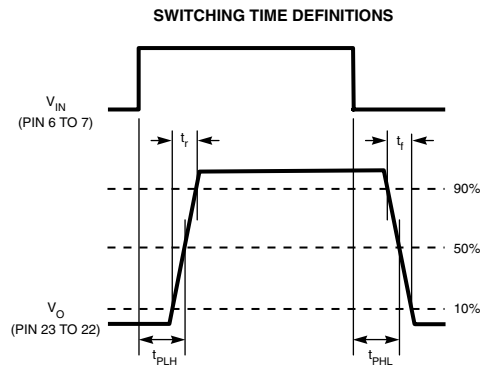 SWITCHING TIME DEFINITIONS
V_IN
(PIN 6 TO 7)
t_r
t_f
90%
50%
10%
V_O
(PIN 23 TO 22)
t_PLH
t_PHL